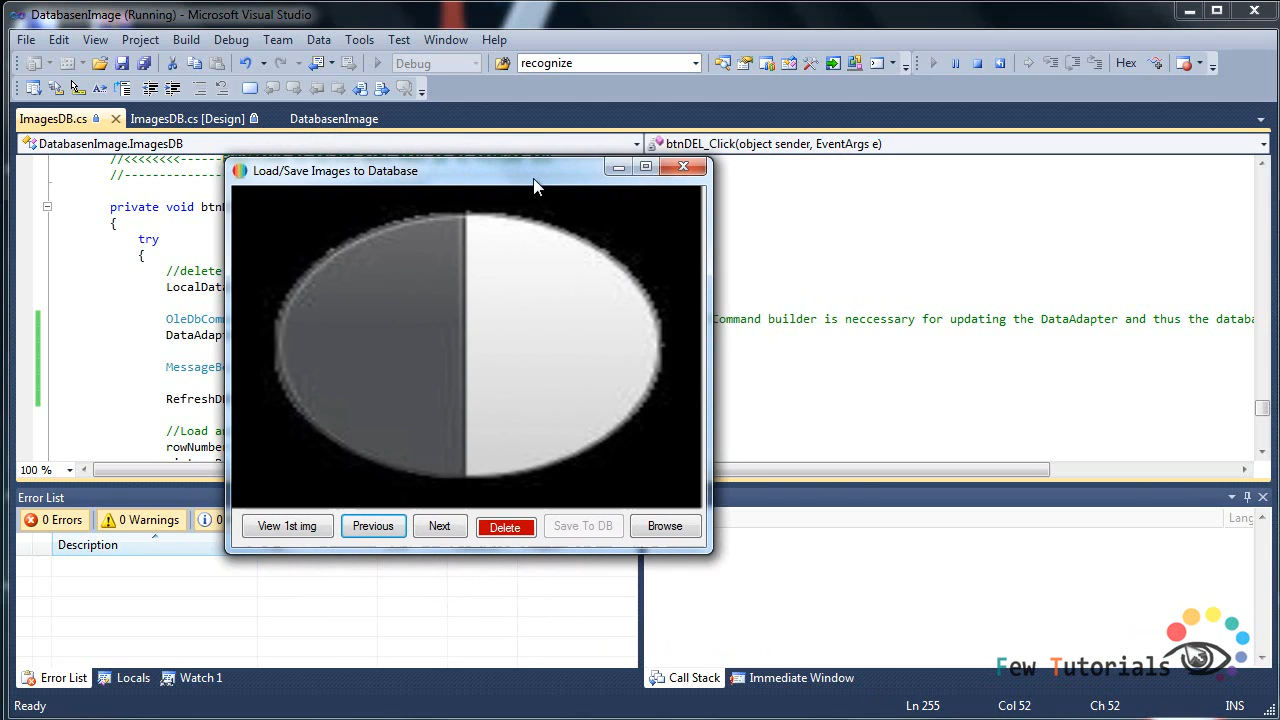 DatabasenImage (Running) - Microsoft Visual Studio
File Edit View Project Build Debug Team Data Tools Test Window Help
Debug recognize Hex
ImagesDB.cs ImagesDB.cs [Design] DatabasenImage
DatabasenImage.ImagesDB btnDEL_Click(object sender, EventArgs e)
//<<<<<<<<-----
//-----------------
Load/Save Images to Database
private void btn
{
try
{
//delete
LocalDat
OleDbCom Command builder is neccessary for updating the DataAdapter and thus the databa
DataAdap
MessageBo
RefreshD
//Load a
rowNumbe
100 %
View 1st img Previous Next Delete Save To DB Browse
Error List
0 Errors 0 Warnings 0 Lang
Description
Few Tutorials
Error List Locals Watch 1 Call Stack Immediate Window
Ready Ln 255 Col 52 Ch 52 INS